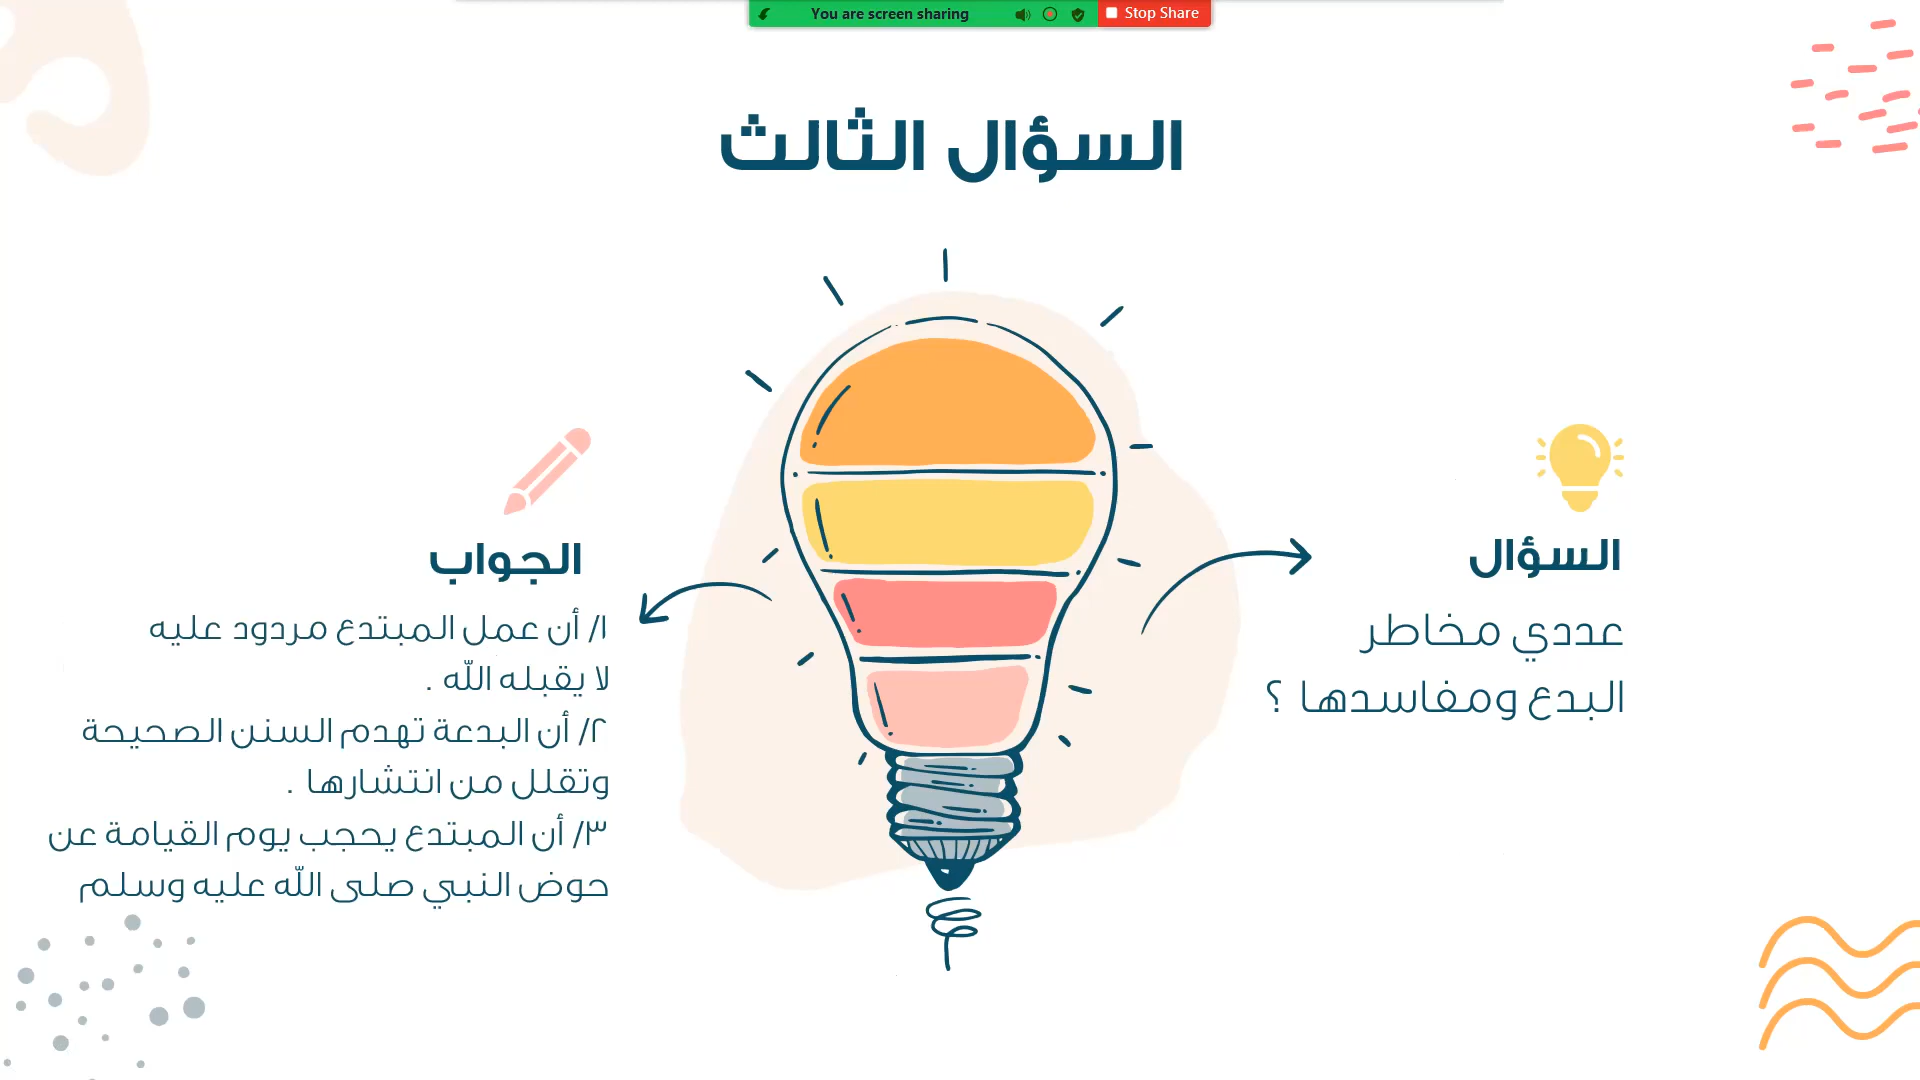 You are screen sharing
Stop Share
السؤال الثالث
السؤال
عددي مخاطر
البدع ومفاسدها ؟
الجواب
١/ أن عمل المبتدع مردود عليه
لا يقبله الله .
٢/ أن البدعة تهدم السنن الصحيحة
وتقلل من انتشارها .
٣/ أن المبتدع يحجب يوم القيامة عن
حوض النبي صلى الله عليه وسلم